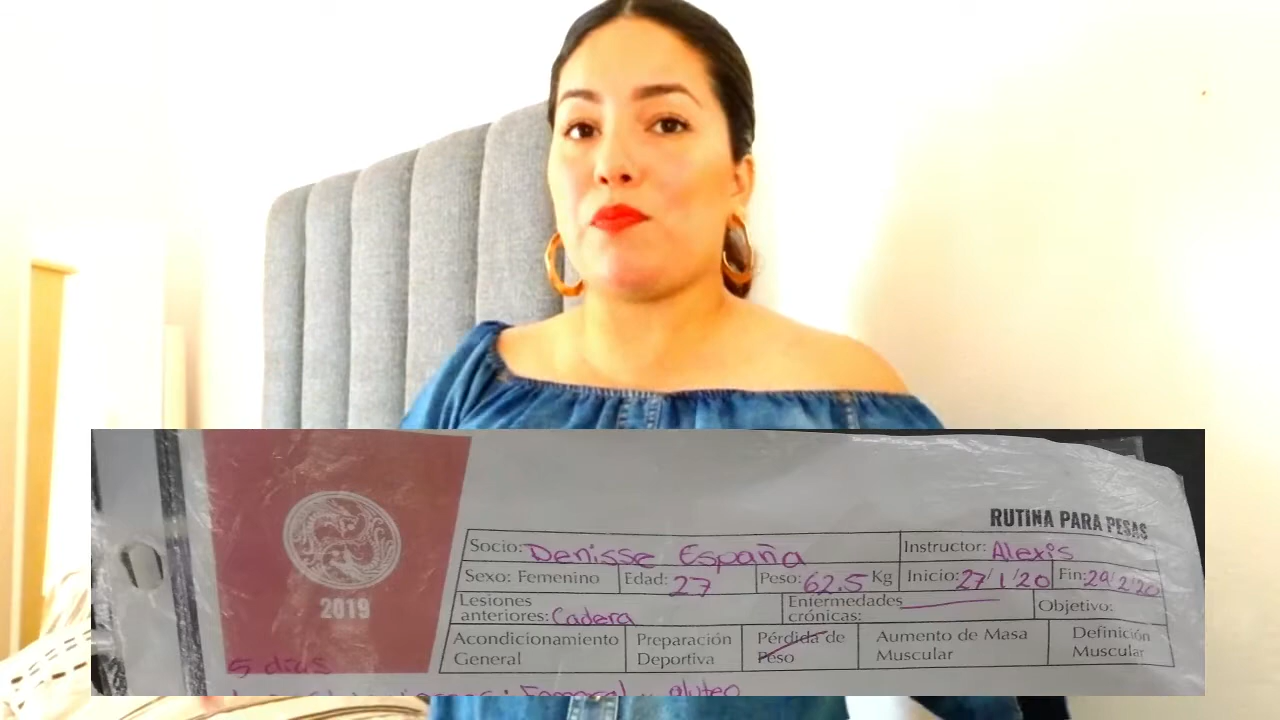 RUTINA PARA PESAS
Socio: Denisse España Instructor: Alexis
Sexo: Femenino Edad: 27 Peso: 62.5 Kg Inicio: 27/1/20 Fin: 29/2/20
Lesiones anteriores: Cadera Enfermedades crónicas: Objetivo:
Acondicionamiento General Preparación Deportiva Pérdida de Peso Aumento de Masa Muscular Definición Muscular
2019
5 días
Femoral y glúteo